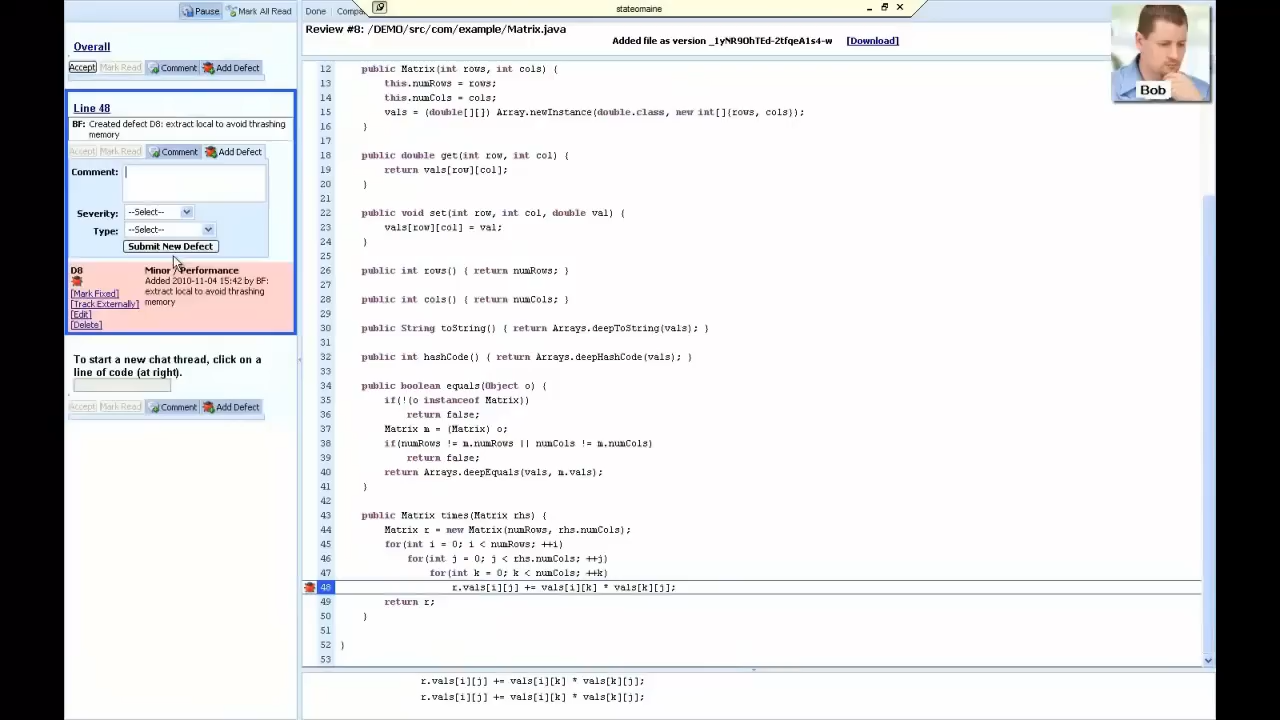 Pause Mark All Read Done Compa
stateomaine
Review #8: /DEMO/src/com/example/Matrix.java
Added file as version _1yNR9OhTEd-2tfqeA1s4-w [Download]
Bob
Overall
Accept Mark Read Comment Add Defect
Line 48
BF: Created defect D8: extract local to avoid thrashing
memory
Accept Mark Read Comment Add Defect
Comment:
Severity: --Select--
Type: --Select--
Submit New Defect
D8 Minor / Performance
Added 2010-11-04 15:42 by BF:
[Mark Fixed] extract local to avoid thrashing
[Track Externally] memory
[Edit]
[Delete]
To start a new chat thread, click on a
line of code (at right).
Accept Mark Read Comment Add Defect
12 public Matrix(int rows, int cols) {
13 this.numRows = rows;
14 this.numCols = cols;
15 vals = (double[][]) Array.newInstance(double.class, new int[]{rows, cols});
16 }
17
18 public double get(int row, int col) {
19 return vals[row][col];
20 }
21
22 public void set(int row, int col, double val) {
23 vals[row][col] = val;
24 }
25
26 public int rows() { return numRows; }
27
28 public int cols() { return numCols; }
29
30 public String toString() { return Arrays.deepToString(vals); }
31
32 public int hashCode() { return Arrays.deepHashCode(vals); }
33
34 public boolean equals(Object o) {
35 if(!(o instanceof Matrix))
36 return false;
37 Matrix m = (Matrix) o;
38 if(numRows != m.numRows || numCols != m.numCols)
39 return false;
40 return Arrays.deepEquals(vals, m.vals);
41 }
42
43 public Matrix times(Matrix rhs) {
44 Matrix r = new Matrix(numRows, rhs.numCols);
45 for(int i = 0; i < numRows; ++i)
46 for(int j = 0; j < rhs.numCols; ++j)
47 for(int k = 0; k < numCols; ++k)
48 r.vals[i][j] += vals[i][k] * vals[k][j];
49 return r;
50 }
51
52 }
53
r.vals[i][j] += vals[i][k] * vals[k][j];
r.vals[i][j] += vals[i][k] * vals[k][j];